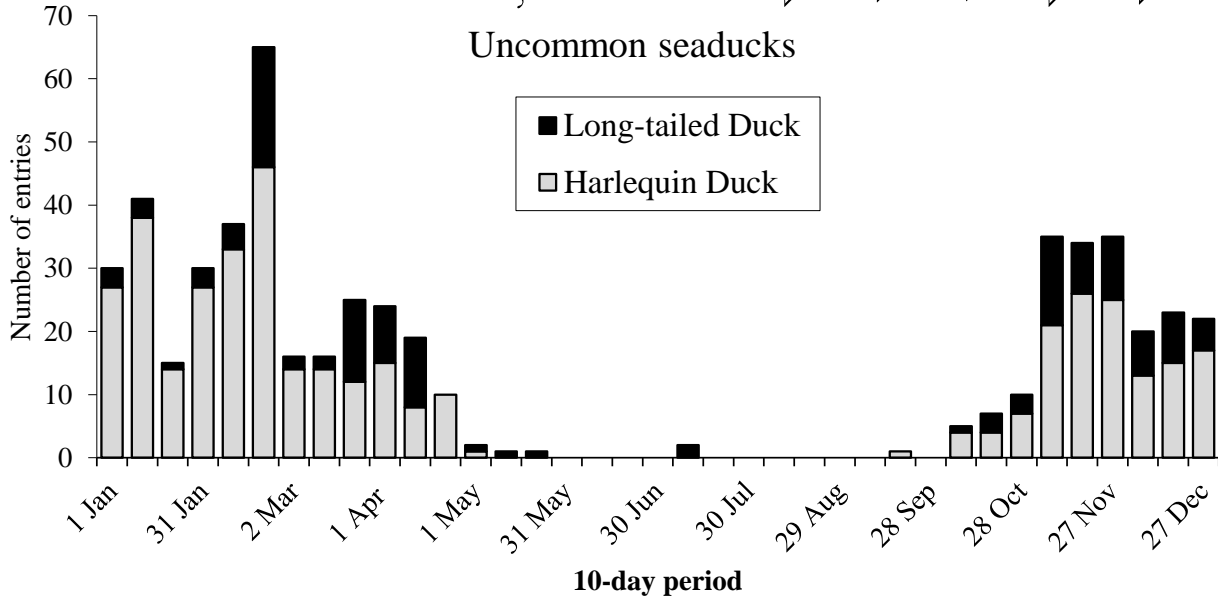 Uncommon seaducks
Long-tailed Duck
Harlequin Duck
Number of entries
70
60
50
40
30
20
10
0
1 Jan
31 Jan
2 Mar
1 Apr
1 May
31 May
30 Jun
30 Jul
29 Aug
28 Sep
28 Oct
27 Nov
27 Dec
10-day period